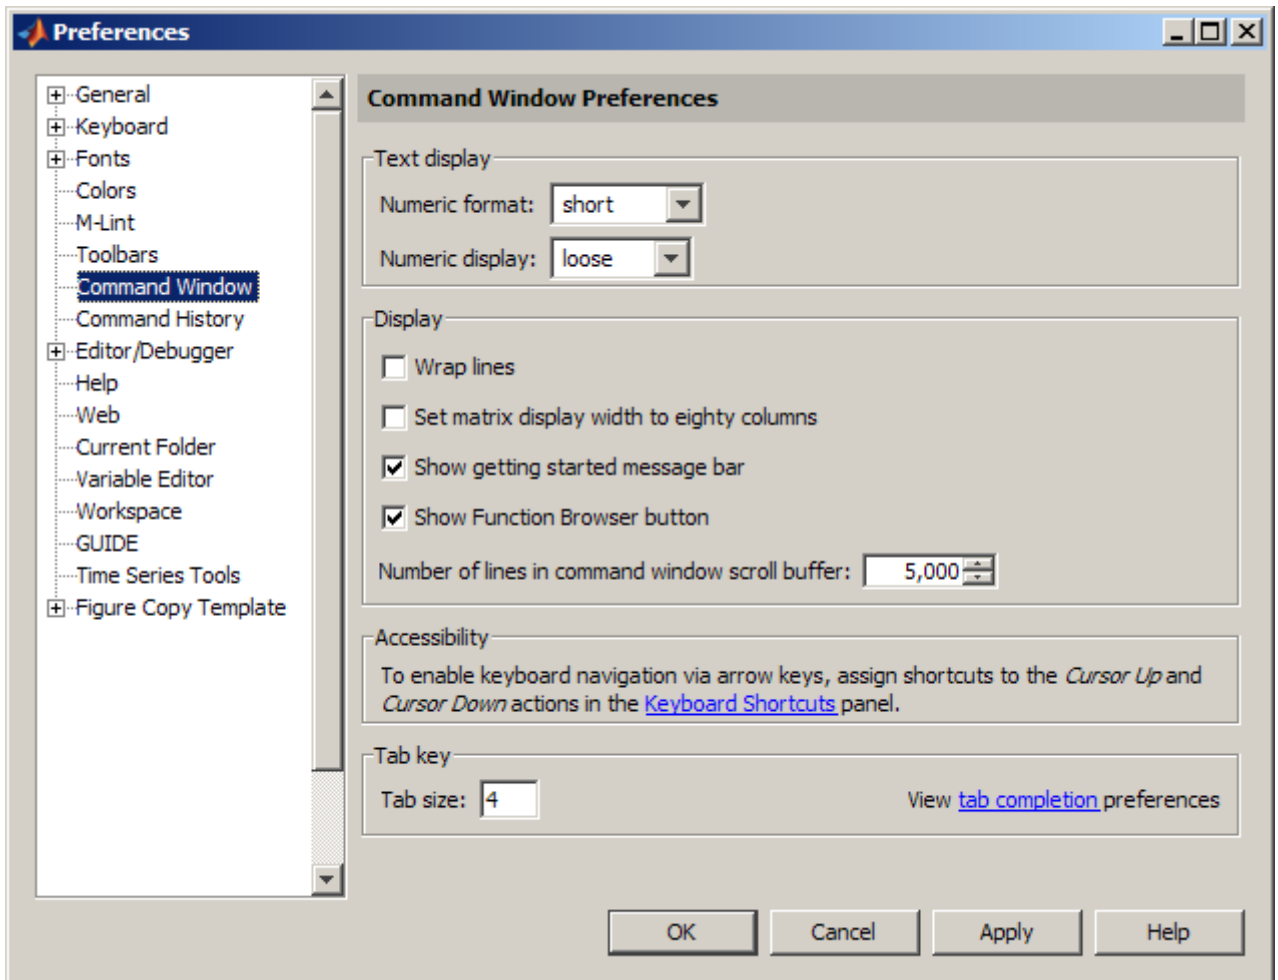 Preferences
General
Keyboard
Fonts
Colors
M-Lint
Toolbars
Command Window
Command History
Editor/Debugger
Help
Web
Current Folder
Variable Editor
Workspace
GUIDE
Time Series Tools
Figure Copy Template
Command Window Preferences
Text display
Numeric format: short
Numeric display: loose
Display
Wrap lines
Set matrix display width to eighty columns
Show getting started message bar
Show Function Browser button
Number of lines in command window scroll buffer: 5,000
Accessibility
To enable keyboard navigation via arrow keys, assign shortcuts to the Cursor Up and
Cursor Down actions in the Keyboard Shortcuts panel.
Tab key
Tab size: 4 View tab completion preferences
OK Cancel Apply Help